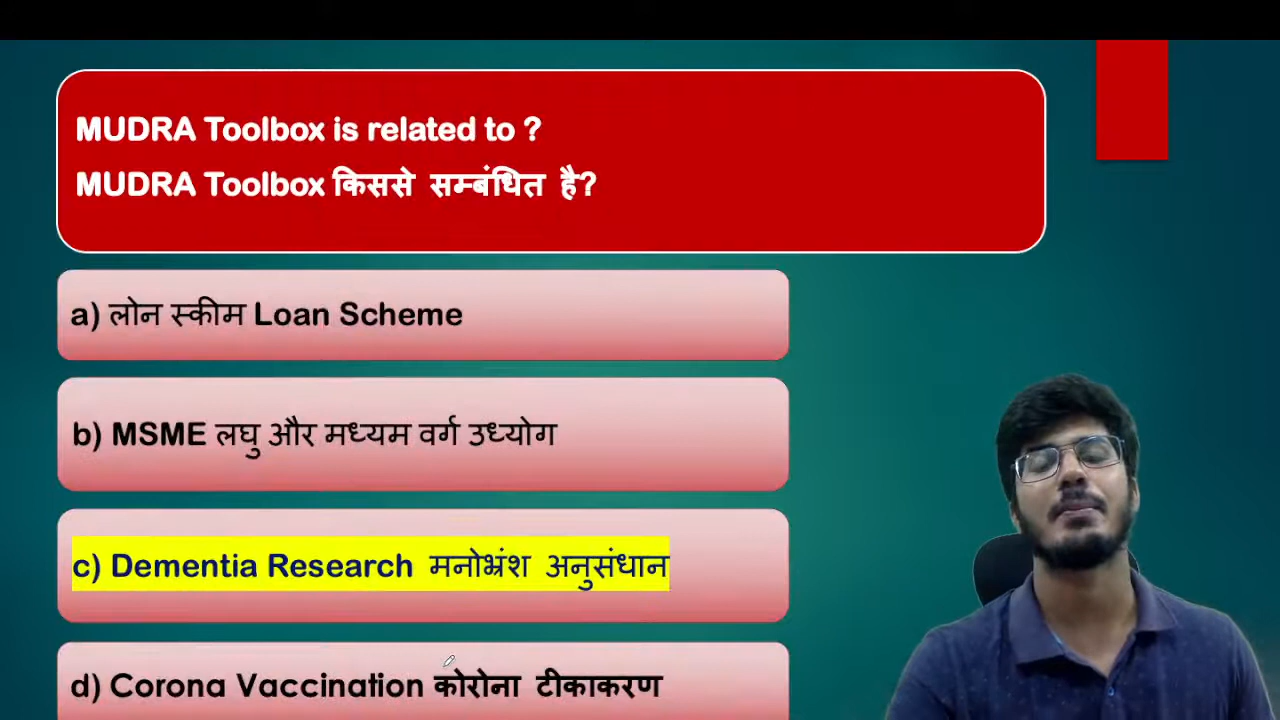 MUDRA Toolbox is related to ?
MUDRA Toolbox किससे सम्बंधित है?
a) लोन स्कीम Loan Scheme
b) MSME लघु और मध्यम वर्ग उध्योग
c) Dementia Research मनोभ्रंश अनुसंधान
d) Corona Vaccination कोरोना टीकाकरण